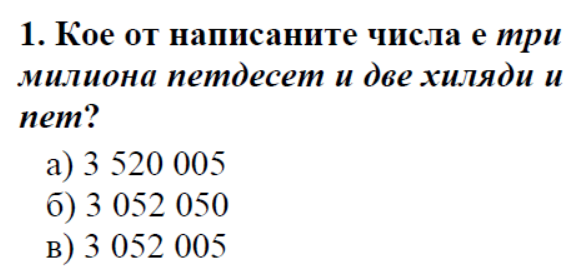 1. Кое от написаните числа е три
милиона петдесет и две хиляди и
пет?
а) 3 520 005
б) 3 052 050
в) 3 052 005